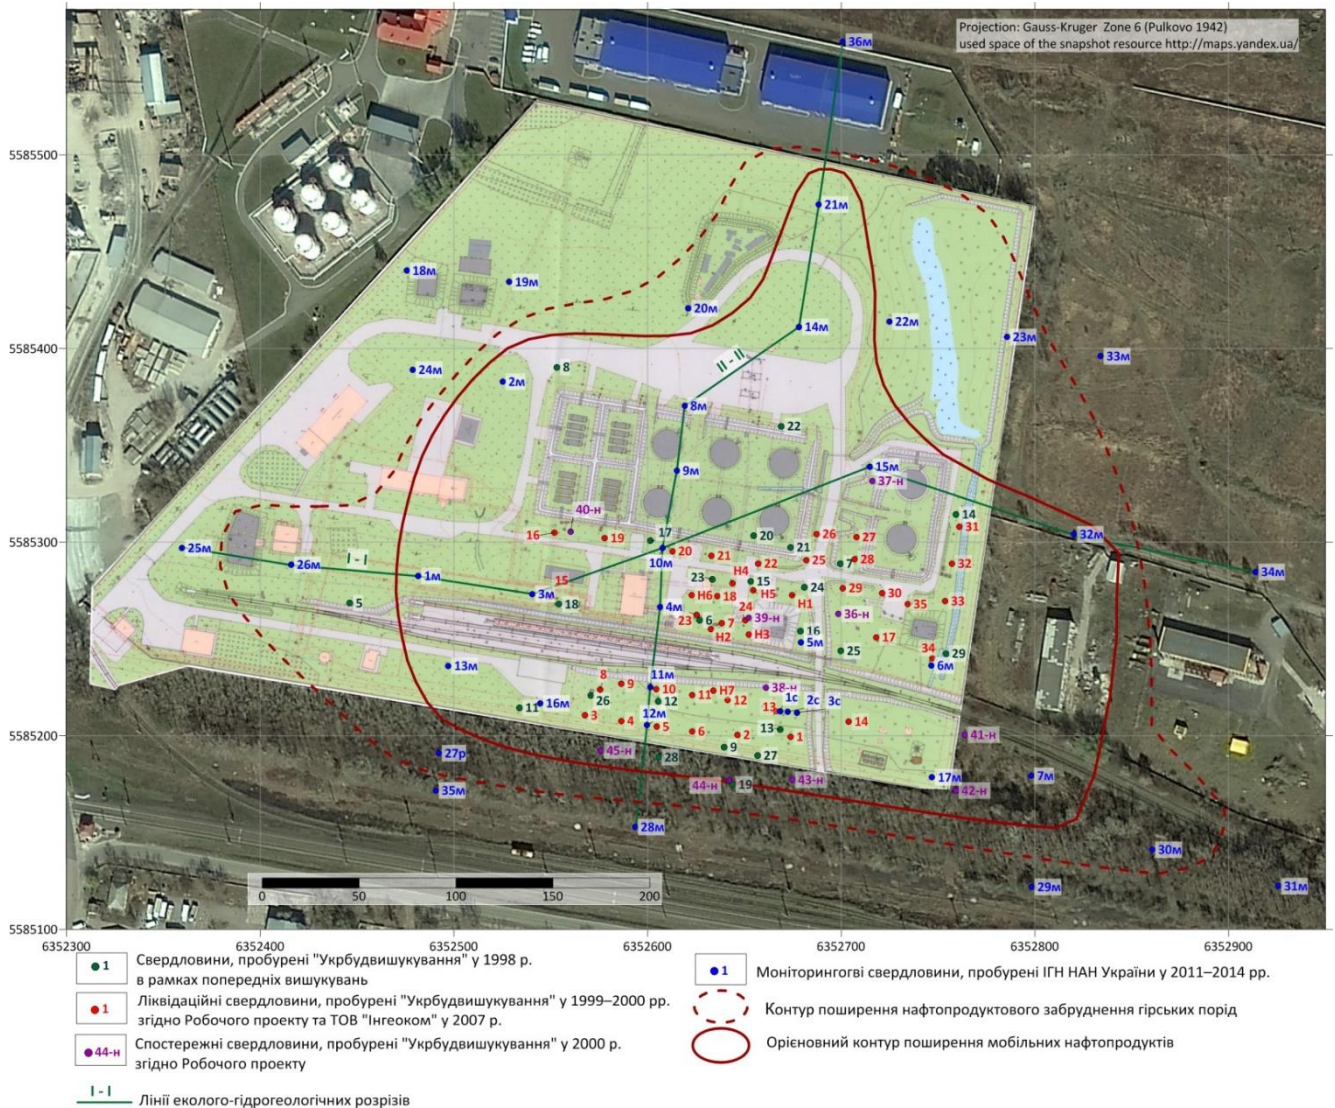 Projection: Gauss-Kruger Zone 6 (Pulkovo 1942)
used space of the snapshot resource http://maps.yandex.ua/
36м
5585500
21м
18м
19м
20м
14м
22м
23м
33м
5585400
II - II
24м
2м
8
8м
22
9м
15м
37-н
40-н
14
16
19
17
20
26
27
31
5585300
25м
10м
20
21
21
32м
26м
I - I
1м
15
23
Н4
22
25
7
28
32
34м
3м
Н6
18
15
Н5
24
29
30
5
18
4м
24
Н1
35
33
23
6
7
39-н
36-н
Н2
Н3
16
17
5м
25
34
29
6м
13м
11м
8
9
10
Н7
38-н
16м
26
12
11
12
1с
2с
3с
11
3
4
12м
5
13
14
5585200
6
2
13
1
41-н
27р
45-н
28
9
27
35м
44-н
19
43-н
17м
42-н
7м
28м
30м
29м
31м
0
50
100
150
200
5585100
6352300
6352400
6352500
6352600
6352700
6352800
6352900
1
Свердловини, пробурені "Укрбудвишукування" у 1998 р.
в рамках попередніх вишукувань
1
Ліквідаційні свердловини, пробурені "Укрбудвишукування" у 1999–2000 рр.
згідно Робочого проекту та ТОВ "Інгеоком" у 2007 р.
44-н
Спостережні свердловини, пробурені "Укрбудвишукування" у 2000 р.
згідно Робочого проекту
I - I
Лінії еколого-гідрогеологічних розрізів
1
Моніторингові свердловини, пробурені ІГН НАН України у 2011–2014 рр.
Контур поширення нафтопродуктового забруднення гірських порід
Орієновний контур поширення мобільних нафтопродуктів